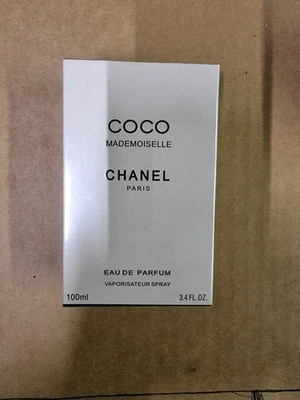 COCO
MADEMOISELLE
CHANEL
PARIS
EAU DE PARFUM
VAPORISATEUR SPRAY
100ml 3.4 FL.OZ.